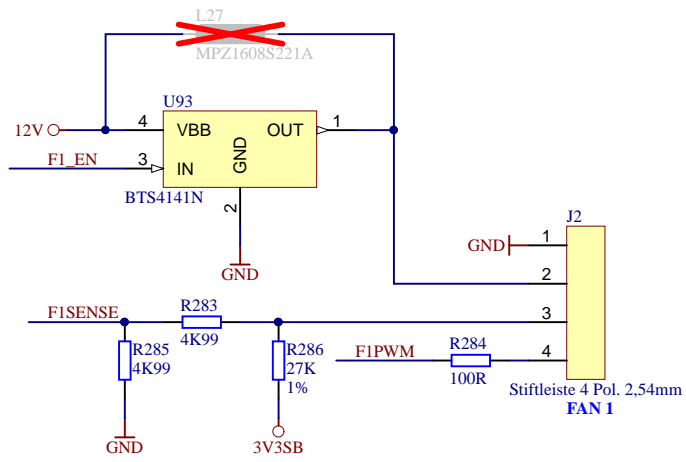 L27
MPZ1608S221A
U93
12V
4
VBB
OUT
1
F1_EN
3
IN
GND
BTS4141N
2
GND
J2
GND
1
2
F1SENSE
R283
4K99
3
R285
4K99
R286
27K
1%
F1PWM
R284
100R
4
GND
3V3SB
Stiftleiste 4 Pol. 2,54mm
FAN 1